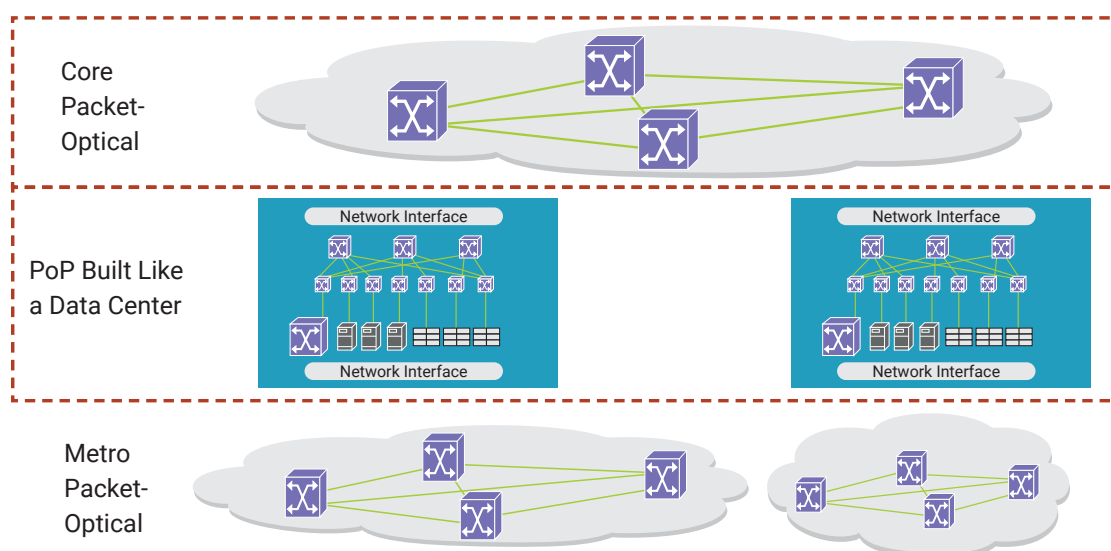 Core
Packet-
Optical
Network Interface
Network Interface
PoP Built Like
a Data Center
Network Interface
Network Interface
Metro
Packet-
Optical